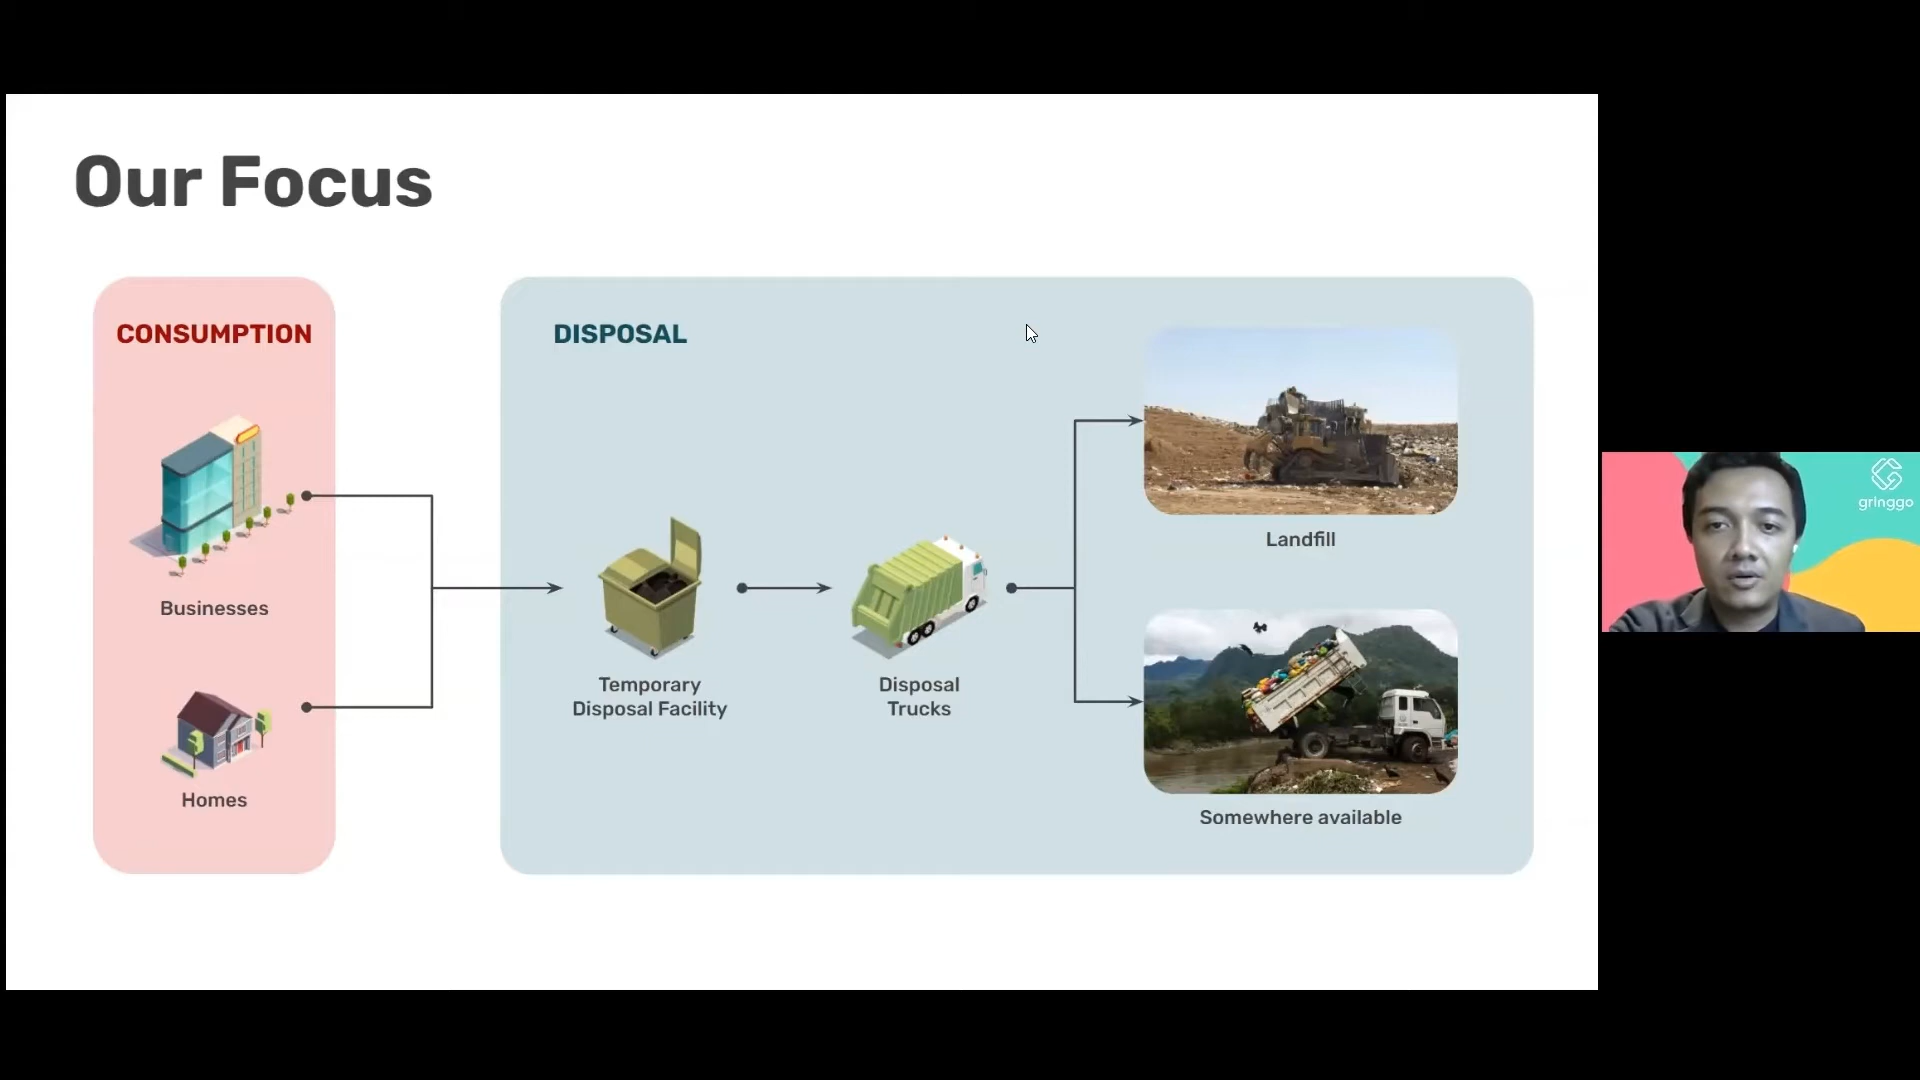 Our Focus
CONSUMPTION
Businesses
Homes
DISPOSAL
Temporary
Disposal Facility
Disposal
Trucks
Landfill
Somewhere available
gringgo